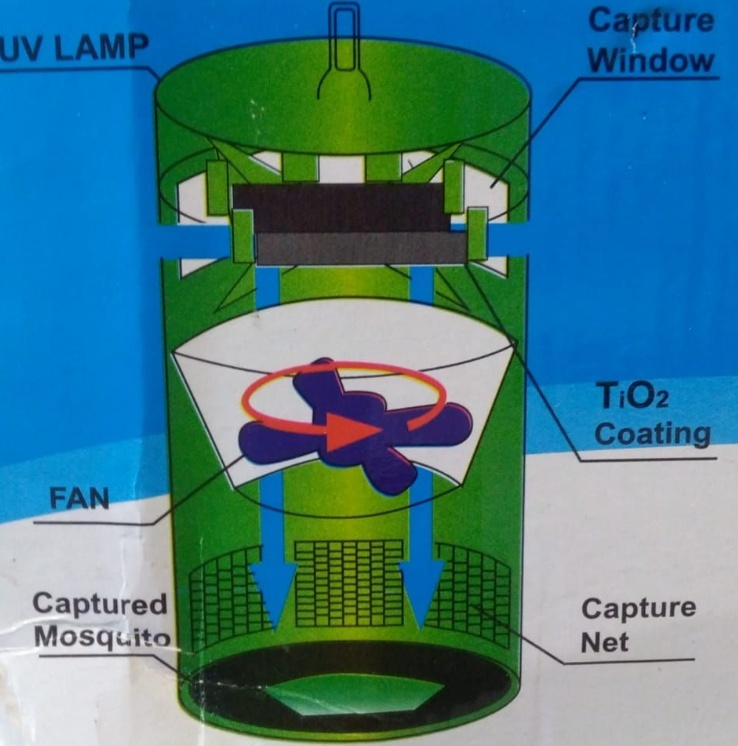 UV LAMP
Capture
Window
TiO2
Coating
FAN
Captured
Mosquito
Capture
Net